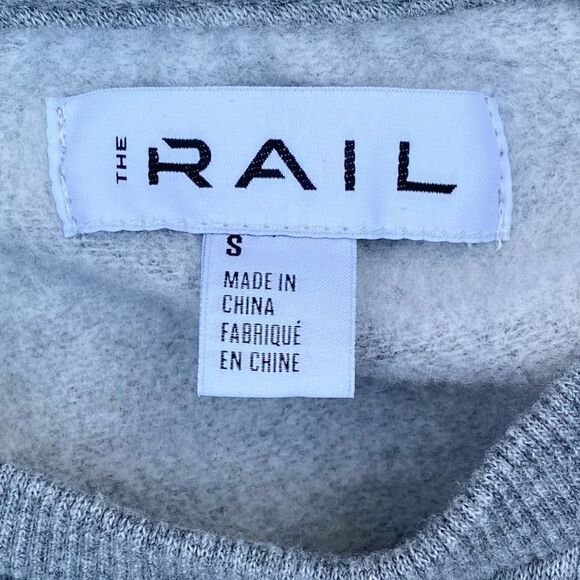 THE RAIL
S
MADE IN
CHINA
FABRIQUÉ
EN CHINE